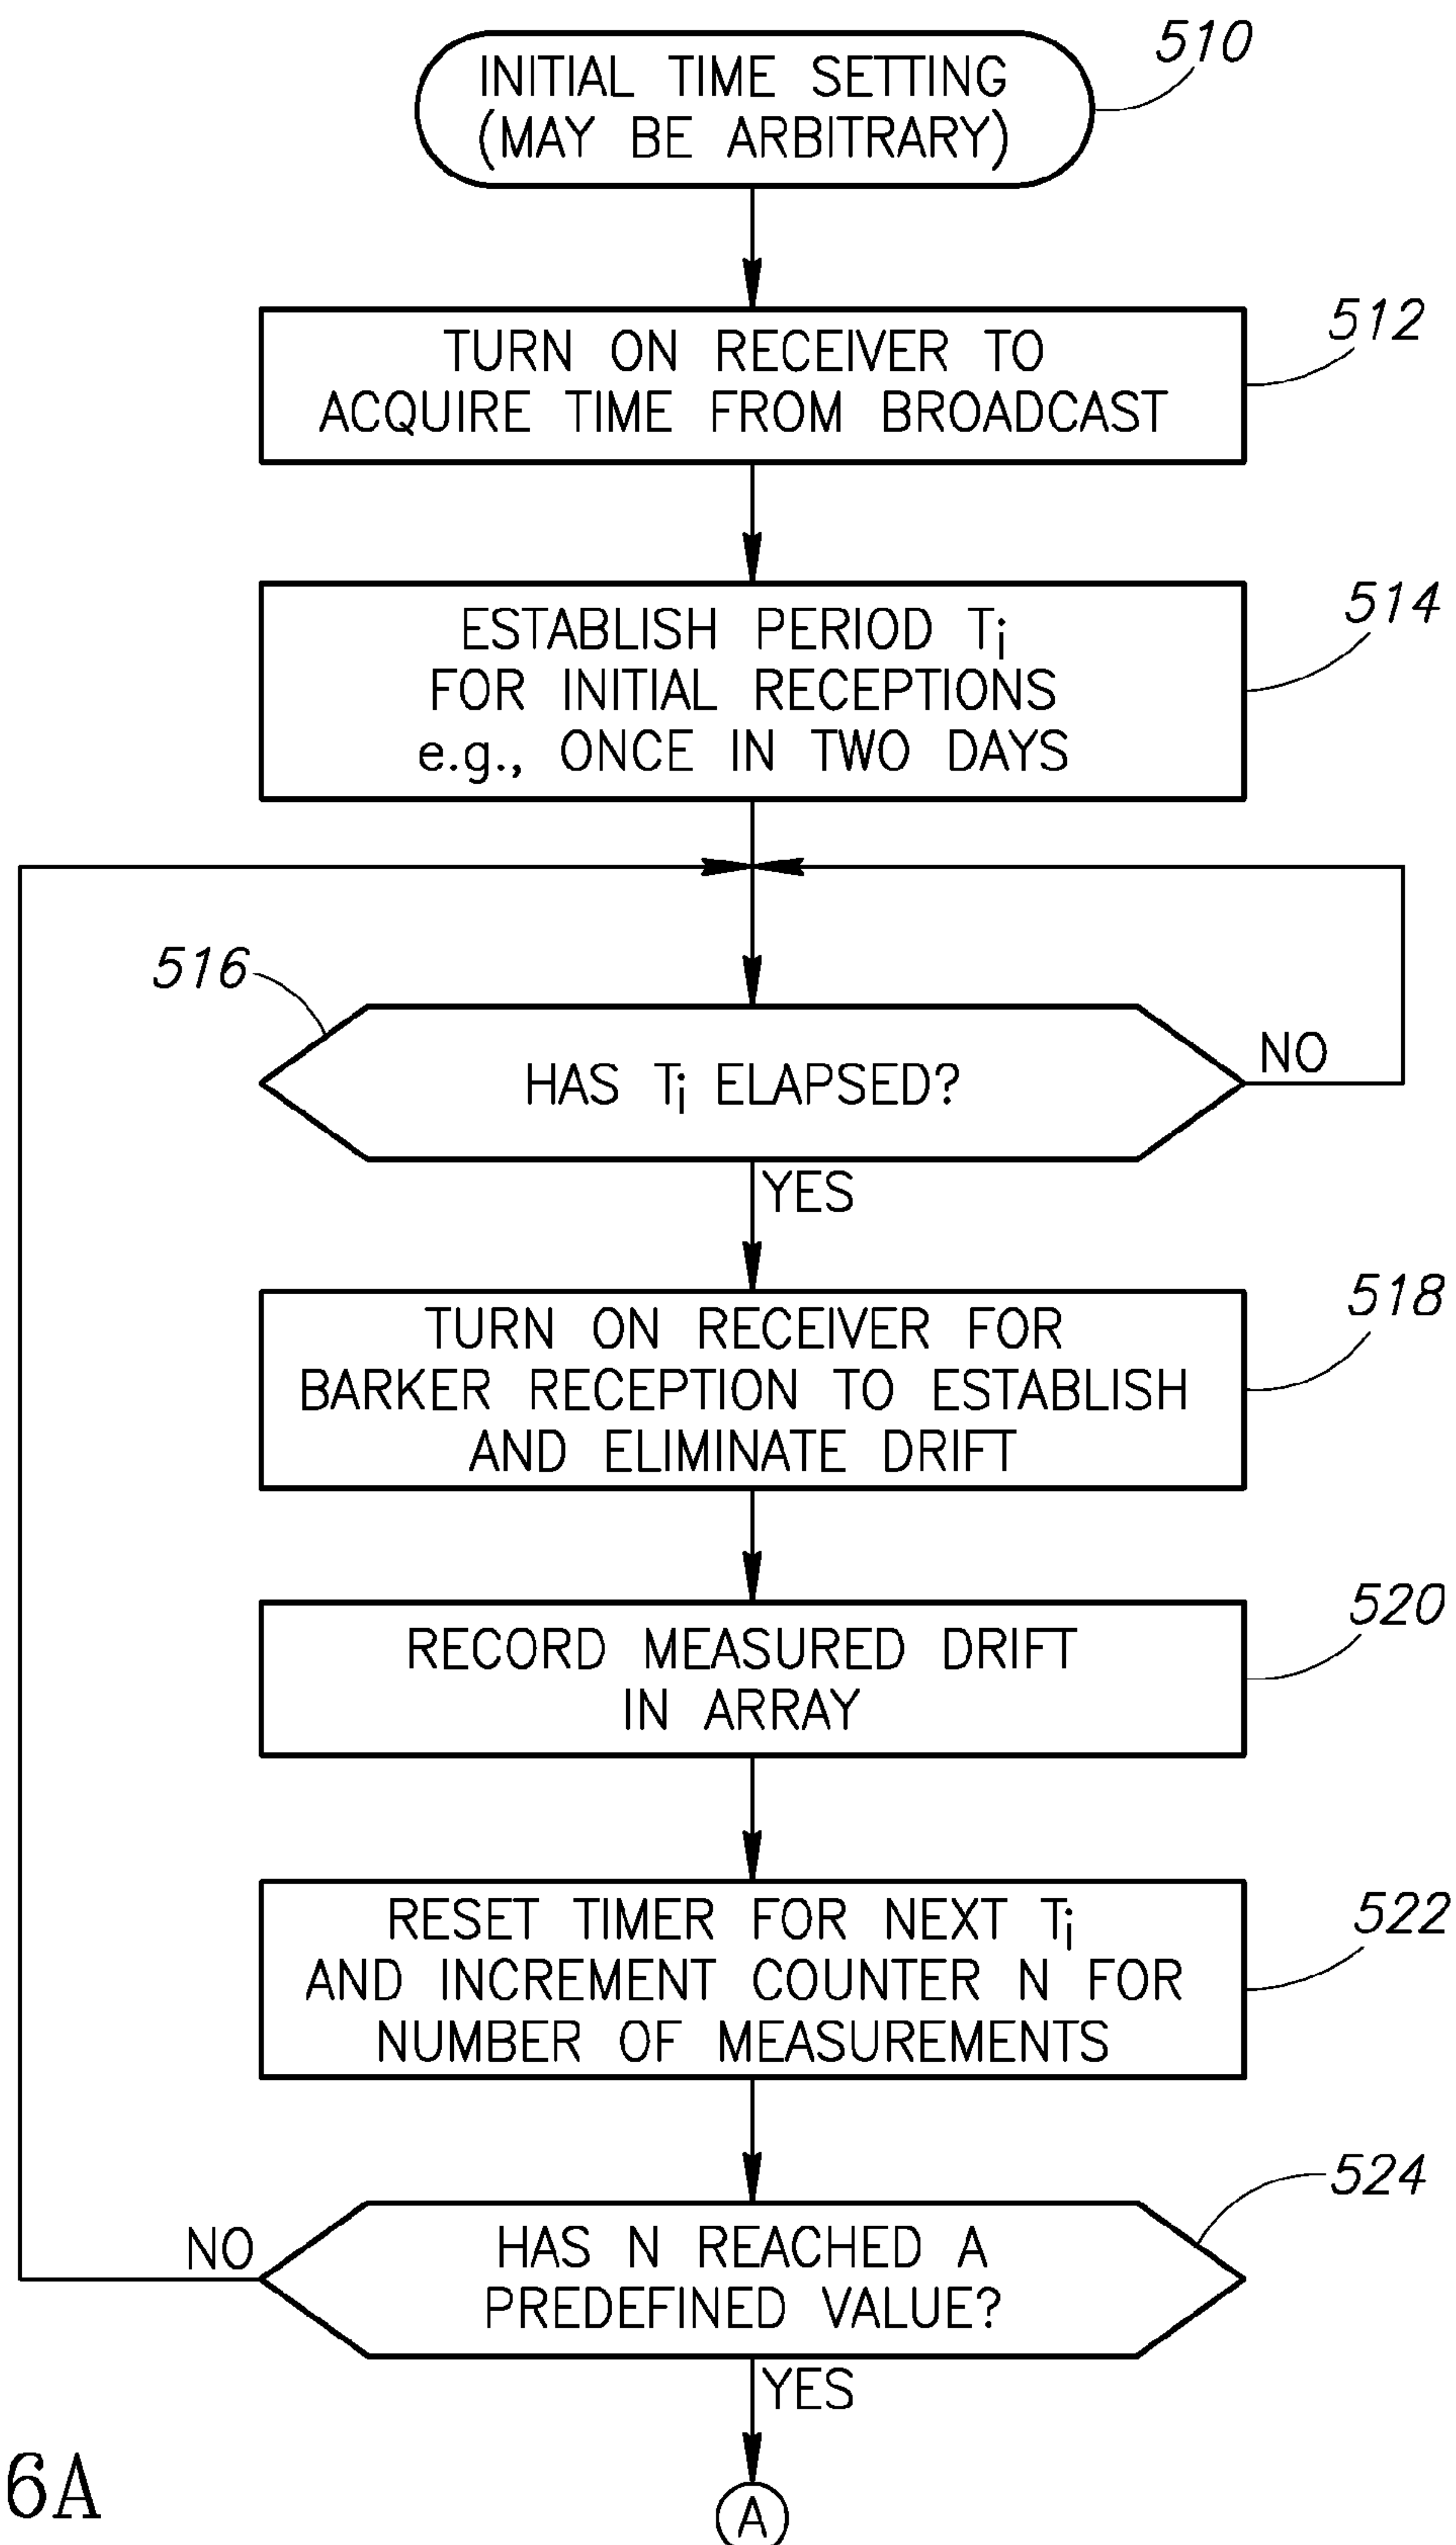 510
INITIAL TIME SETTING
(MAY BE ARBITRARY)
512
TURN ON RECEIVER TO
ACQUIRE TIME FROM BROADCAST
514
ESTABLISH PERIOD Ti
FOR INITIAL RECEPTIONS
e.g., ONCE IN TWO DAYS
516
HAS Ti ELAPSED?
NO
YES
518
TURN ON RECEIVER FOR
BARKER RECEPTION TO ESTABLISH
AND ELIMINATE DRIFT
520
RECORD MEASURED DRIFT
IN ARRAY
522
RESET TIMER FOR NEXT Ti
AND INCREMENT COUNTER N FOR
NUMBER OF MEASUREMENTS
524
NO
HAS N REACHED A
PREDEFINED VALUE?
YES
6A
A